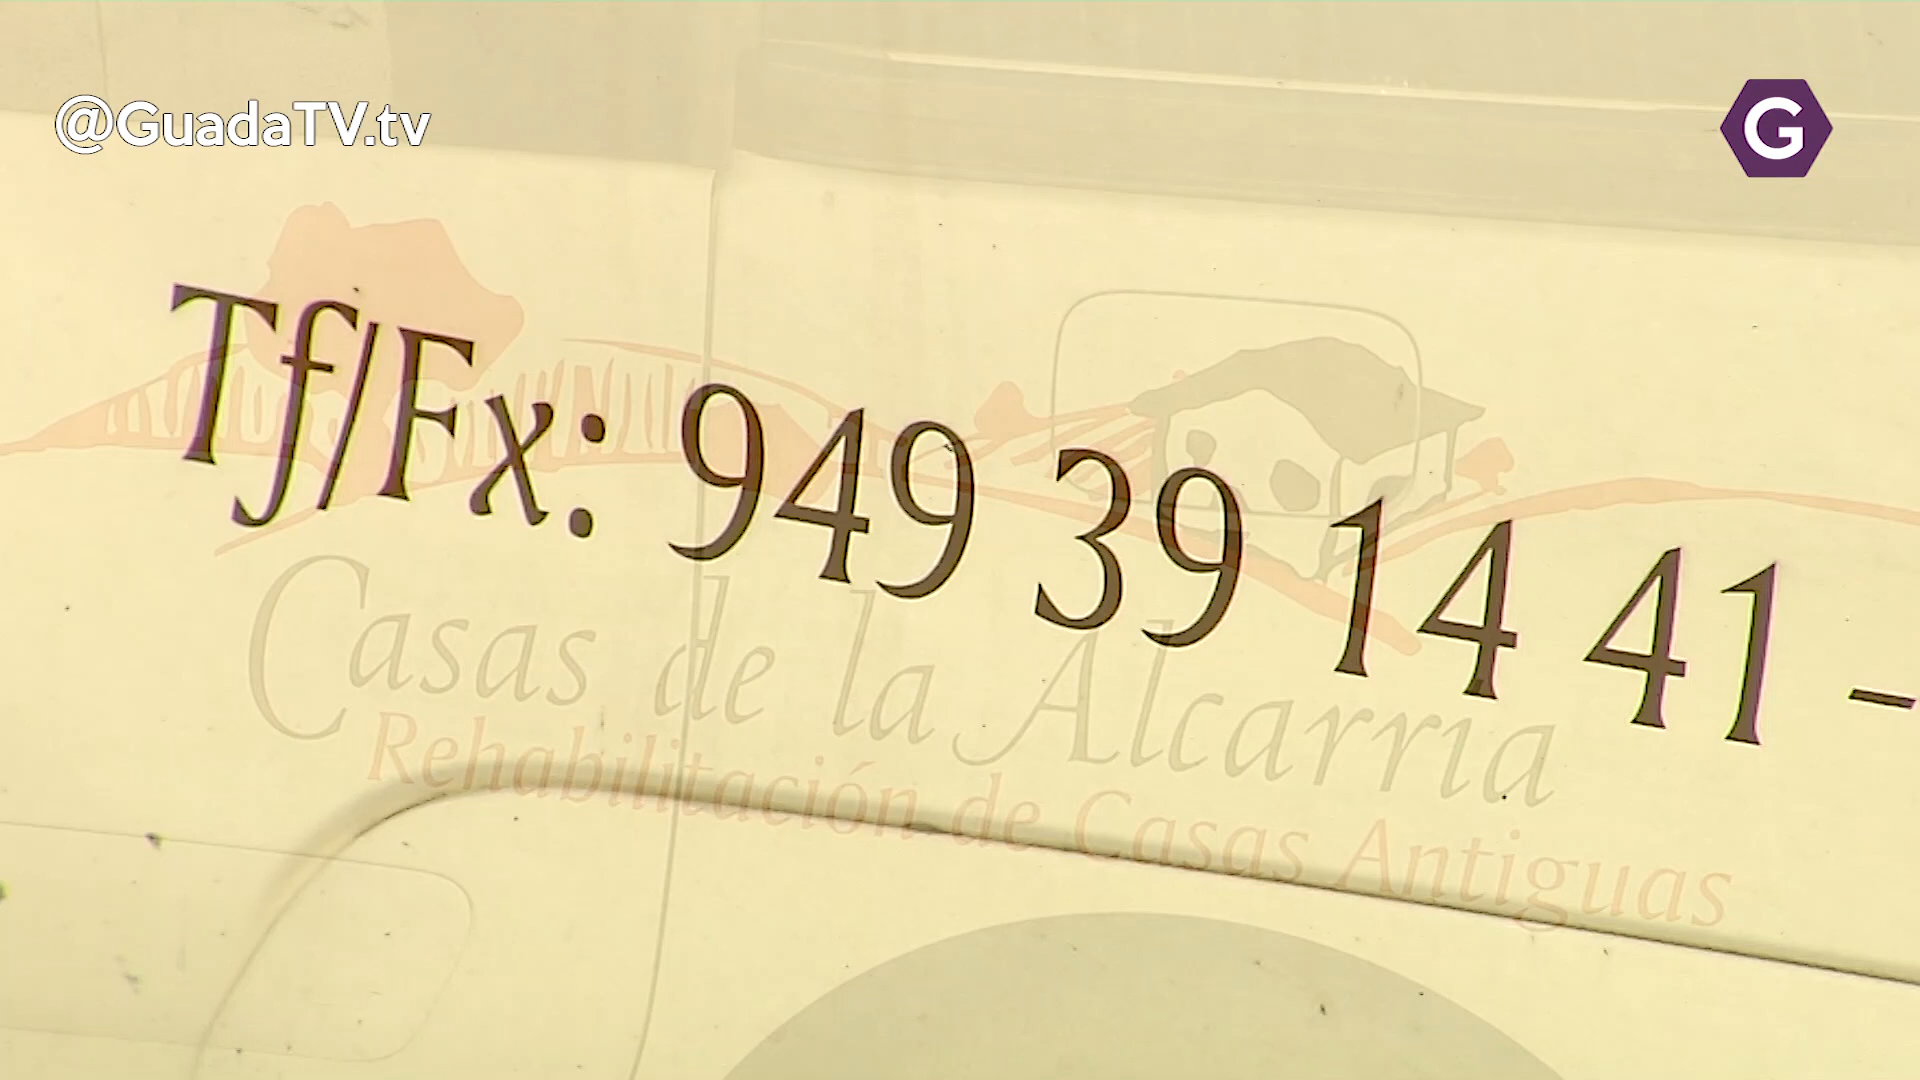 @GuadaTV.tv
G
Tf/Fx: 949 39 14 41 -
Casas de la Alcarria
Rehabilitación de Casas Antiguas